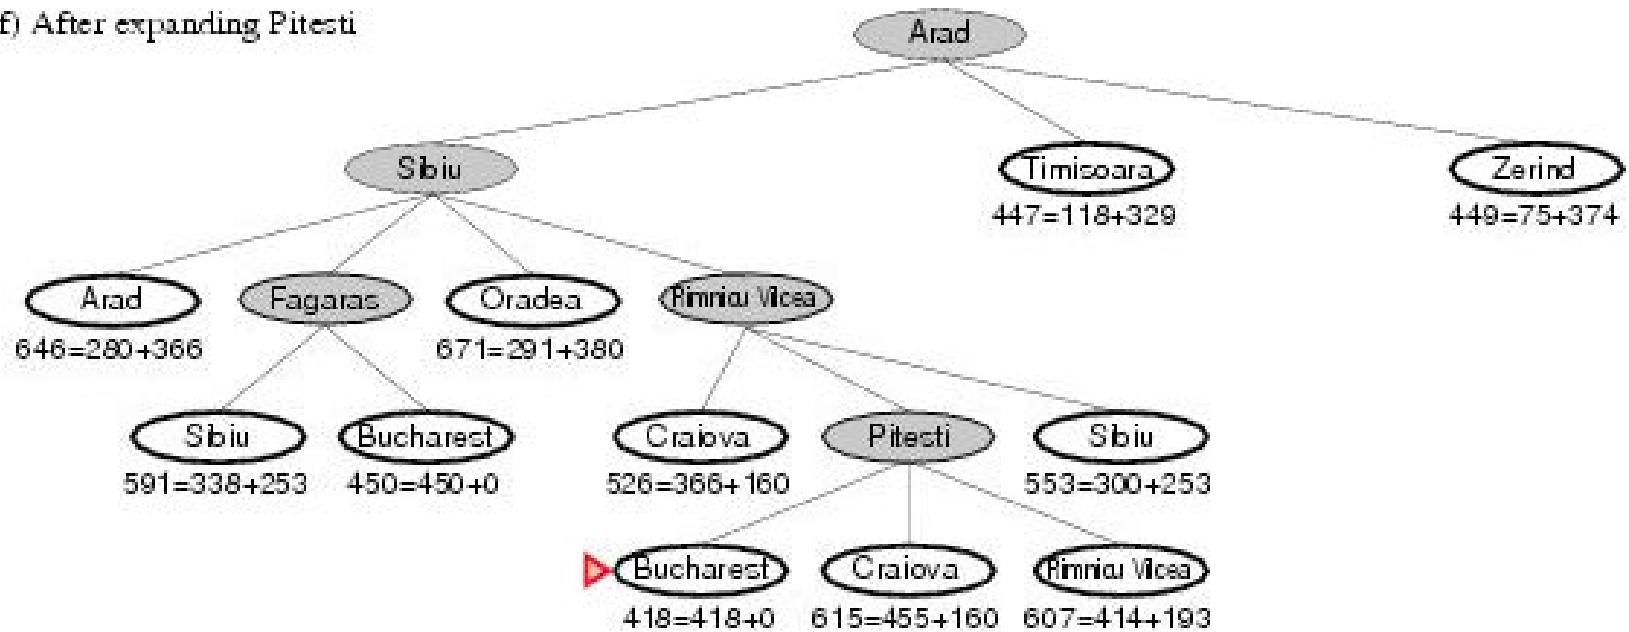 f) After expanding Pitesti
Arad
Sibiu
Timisoara
Zerind
447=118+329
449=75+374
Arad
Fagaras
Oradea
Rimnicu Vilcea
646=280+366
671=291+380
Sibiu
Bucharest
Craiova
Pitesti
Sibiu
591=338+253
450=450+0
526=366+160
553=300+253
Bucharest
Craiova
Rimnicu Vilcea
418=418+0
615=455+160
607=414+193